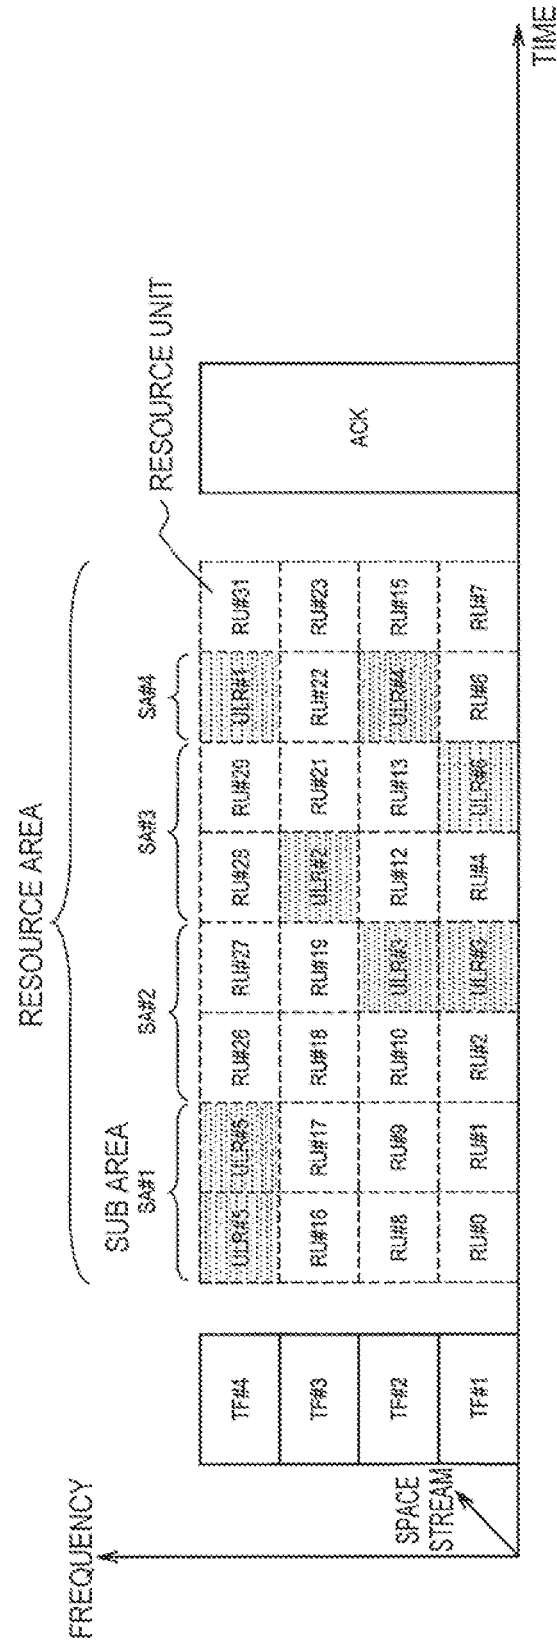 RESOURCE AREA
SUB AREA
SA#1
SA#2
SA#3
SA#4
RESOURCE UNIT
FREQUENCY
TF#4
ULR#5
ULR#5
RU#26
RU#27
RU#28
RU#29
ULR#1
RU#31
TF#3
RU#16
RU#17
RU#18
RU#19
ULR#2
RU#21
RU#22
RU#23
ACK
TF#2
RU#8
RU#9
RU#10
ULR#3
RU#12
RU#13
ULR#4
RU#15
TF#1
RU#0
RU#1
RU#2
ULR#6
RU#4
ULR#6
RU#6
RU#7
SPACE
STREAM
TIME